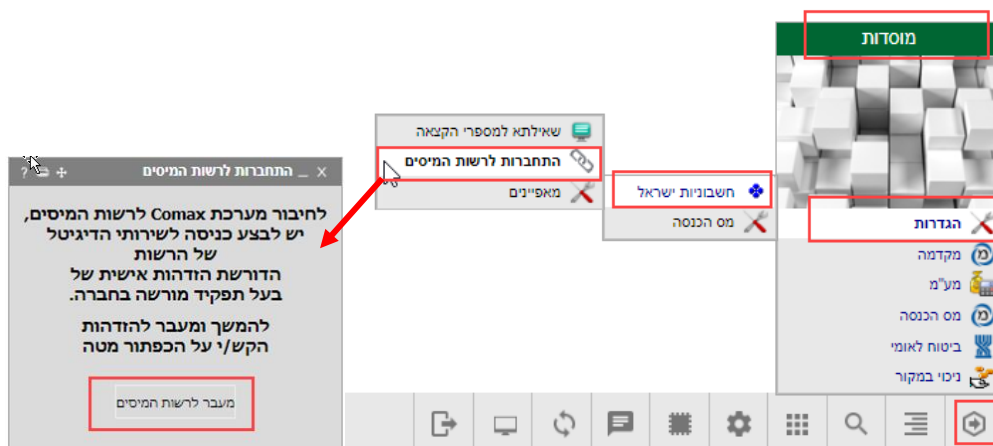 מוסדות
הגדרות
מקדמה
מע"מ
מס הכנסה
ביטוח לאומי
ניכוי במקור
חשבוניות ישראל
מס הכנסה
שאילתא למספרי הקצאה
התחברות לרשות המיסים
מאפיינים
התחברות לרשות המיסים
לחיבור מערכת Comax לרשות המיסים,
יש לבצע כניסה לשירותי הדיגיטל
של הרשות
הדורשת הזדהות אישית של
בעל תפקיד מורשה בחברה.
להמשך ומעבר להזדהות
הקש/י על הכפתור מטה
מעבר לרשות המיסים